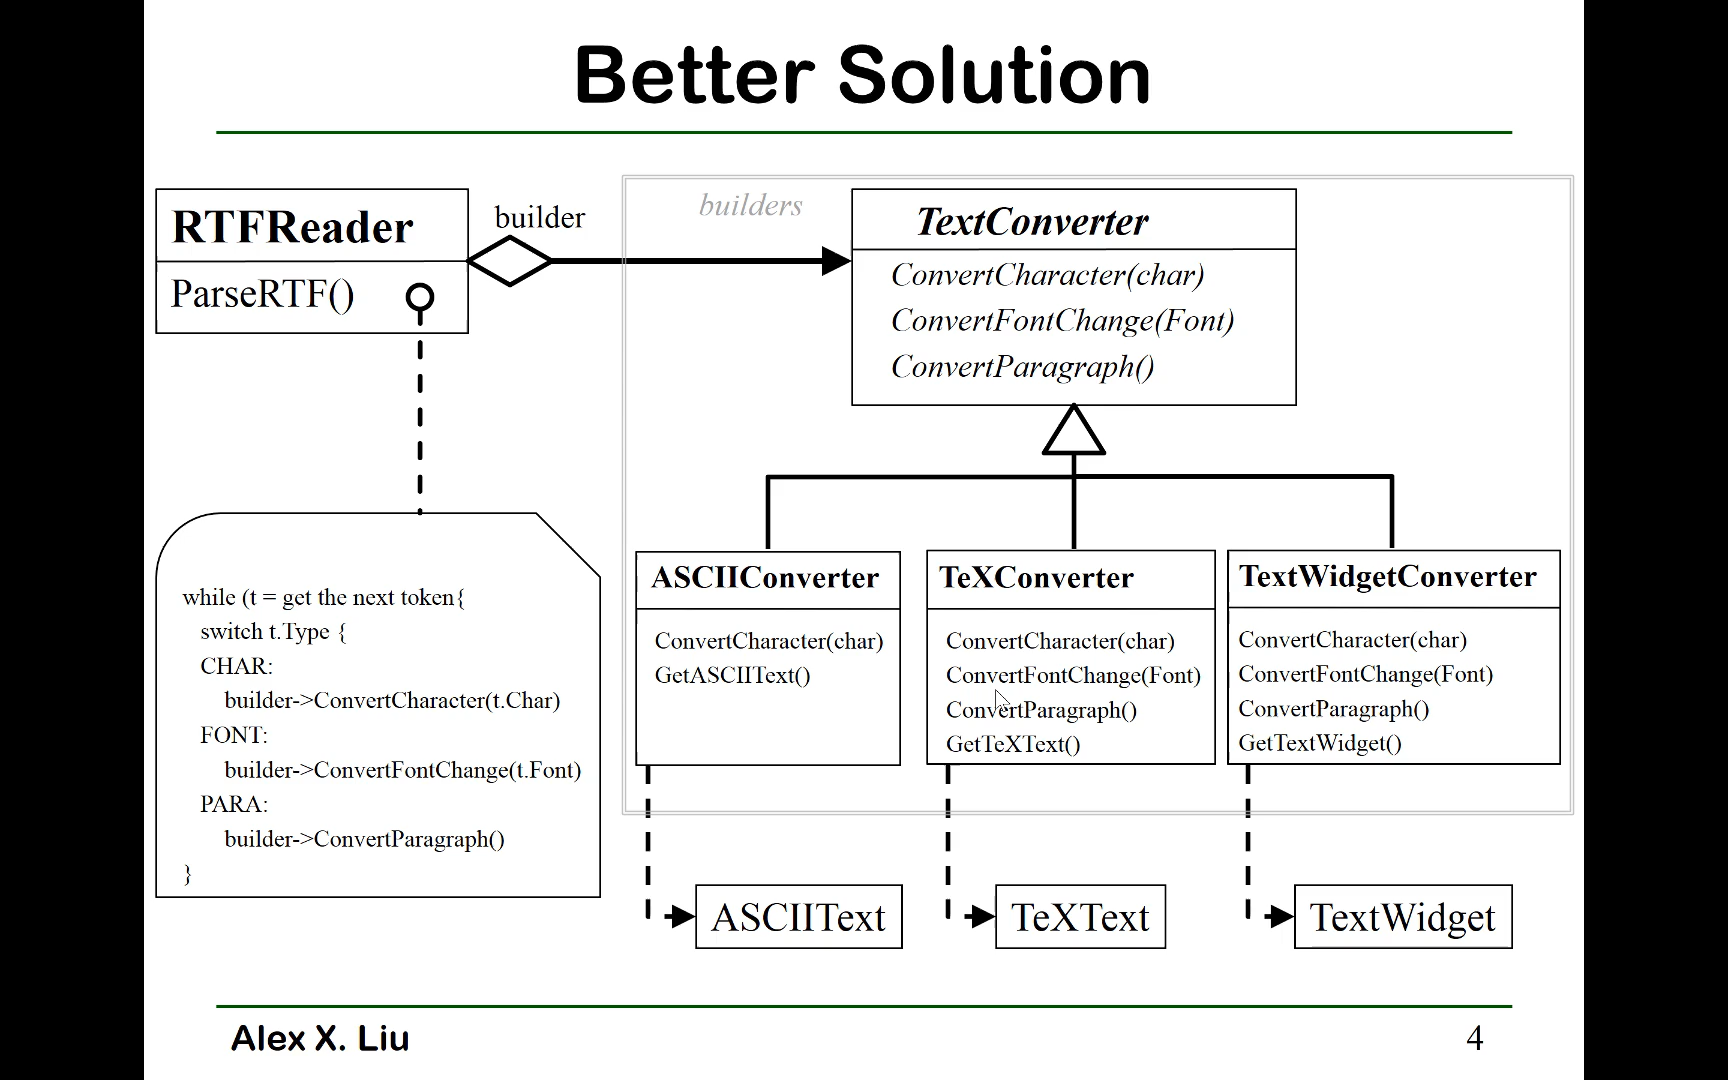 Better Solution
RTFReader
ParseRTF()
builder
builders
TextConverter
ConvertCharacter(char)
ConvertFontChange(Font)
ConvertParagraph()
while (t = get the next token{
switch t.Type {
CHAR:
builder->ConvertCharacter(t.Char)
FONT:
builder->ConvertFontChange(t.Font)
PARA:
builder->ConvertParagraph()
}
ASCIIConverter
ConvertCharacter(char)
GetASCIIText()
TeXConverter
ConvertCharacter(char)
ConvertFontChange(Font)
ConvertParagraph()
GetTeXText()
TextWidgetConverter
ConvertCharacter(char)
ConvertFontChange(Font)
ConvertParagraph()
GetTextWidget()
ASCIIText
TeXText
TextWidget
Alex X. Liu
4